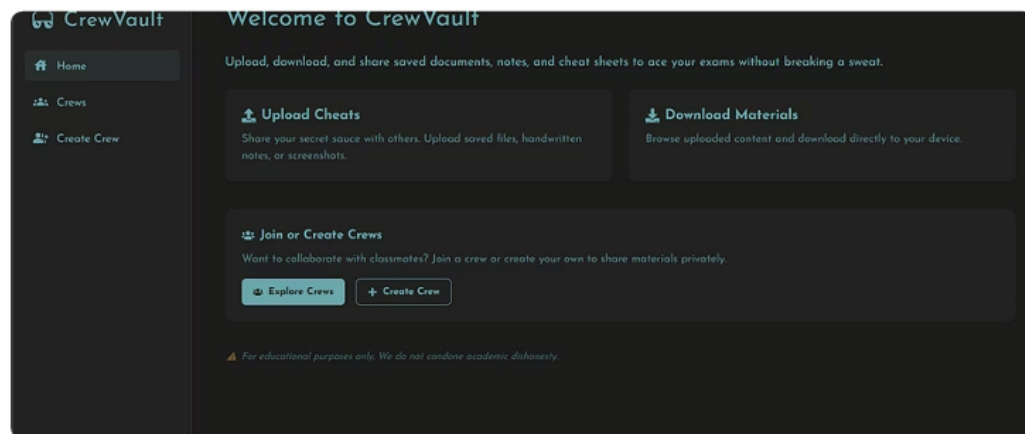 CrewVault
Home
Crews
Create Crew
Welcome to CrewVault
Upload, download, and share saved documents, notes, and cheat sheets to ace your exams without breaking a sweat.
Upload Cheats
Share your secret sauce with others. Upload saved files, handwritten
notes, or screenshots.
Download Materials
Browse uploaded content and download directly to your device.
Join or Create Crews
Want to collaborate with classmates? Join a crew or create your own to share materials privately.
Explore Crews
Create Crew
For educational purposes only. We do not condone academic dishonesty.